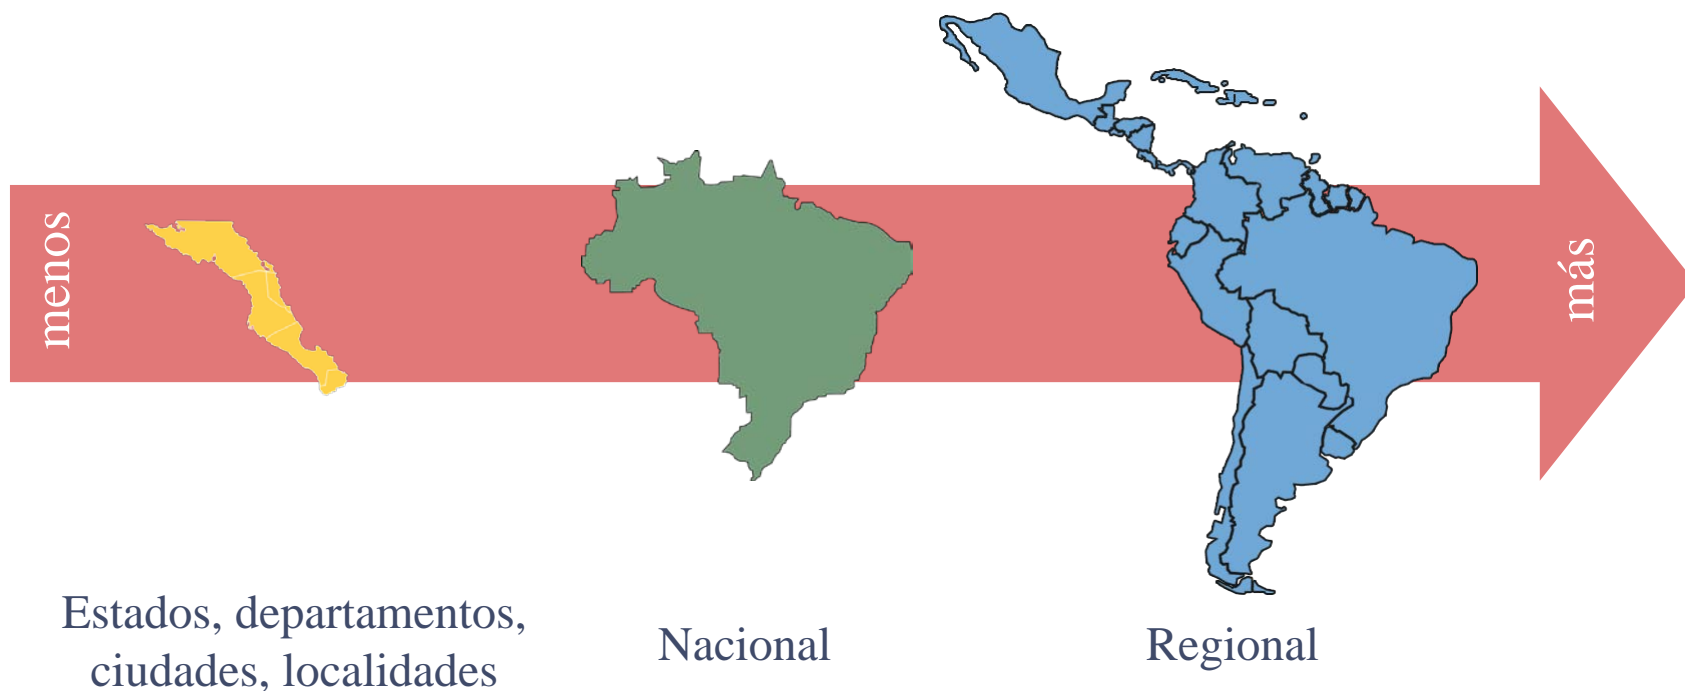 menos
más
Estados, departamentos,
ciudades, localidades
Nacional
Regional